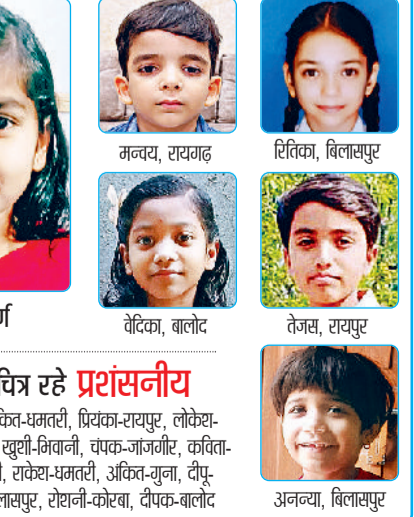 मन्वय, रायगढ़
रितिका, बिलासपुर
वेदिका, बालोद
तेजस, रायपुर
अनन्या, बिलासपुर
चित्र रहे प्रशंसनीय
धमतरी, प्रियंका-रायपुर, लोकेश-
खुशी-भिवानी, चंपक-जांजगीर, कविता-
राकेश-धमतरी, अंकित-गुना, दीपू-
रोशनी-कोरबा, दीपक-बालोद